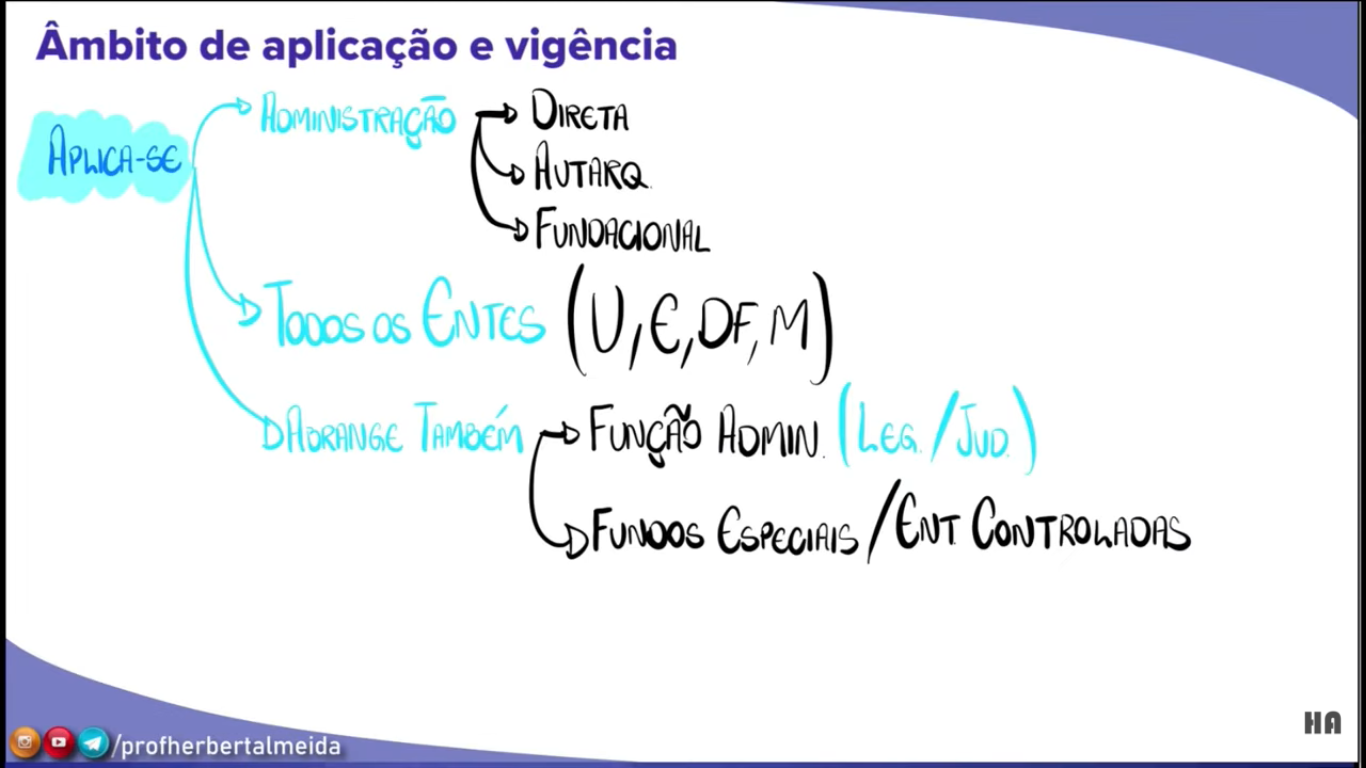 Âmbito de aplicação e vigência
APLICA-SE
ADMINISTRAÇÃO
DIRETA
AUTARQ.
FUNDACIONAL
TODOS OS ENTES (U, E, DF, M)
ABRANGE TAMBÉM
FUNÇÃO ADMIN. (LEG. / JUD.)
FUNDOS ESPECIAIS / ENT. CONTROLADAS
/profherbertalmeida
HA